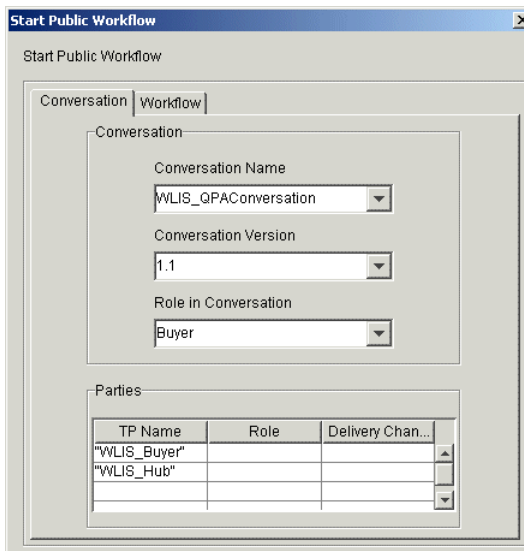 Start Public Workflow
Start Public Workflow
Conversation Workflow
Conversation
Conversation Name
WLIS_QPAConversation
Conversation Version
1.1
Role in Conversation
Buyer
Parties
TP Name Role Delivery Chan...
"WLIS_Buyer"
"WLIS_Hub"